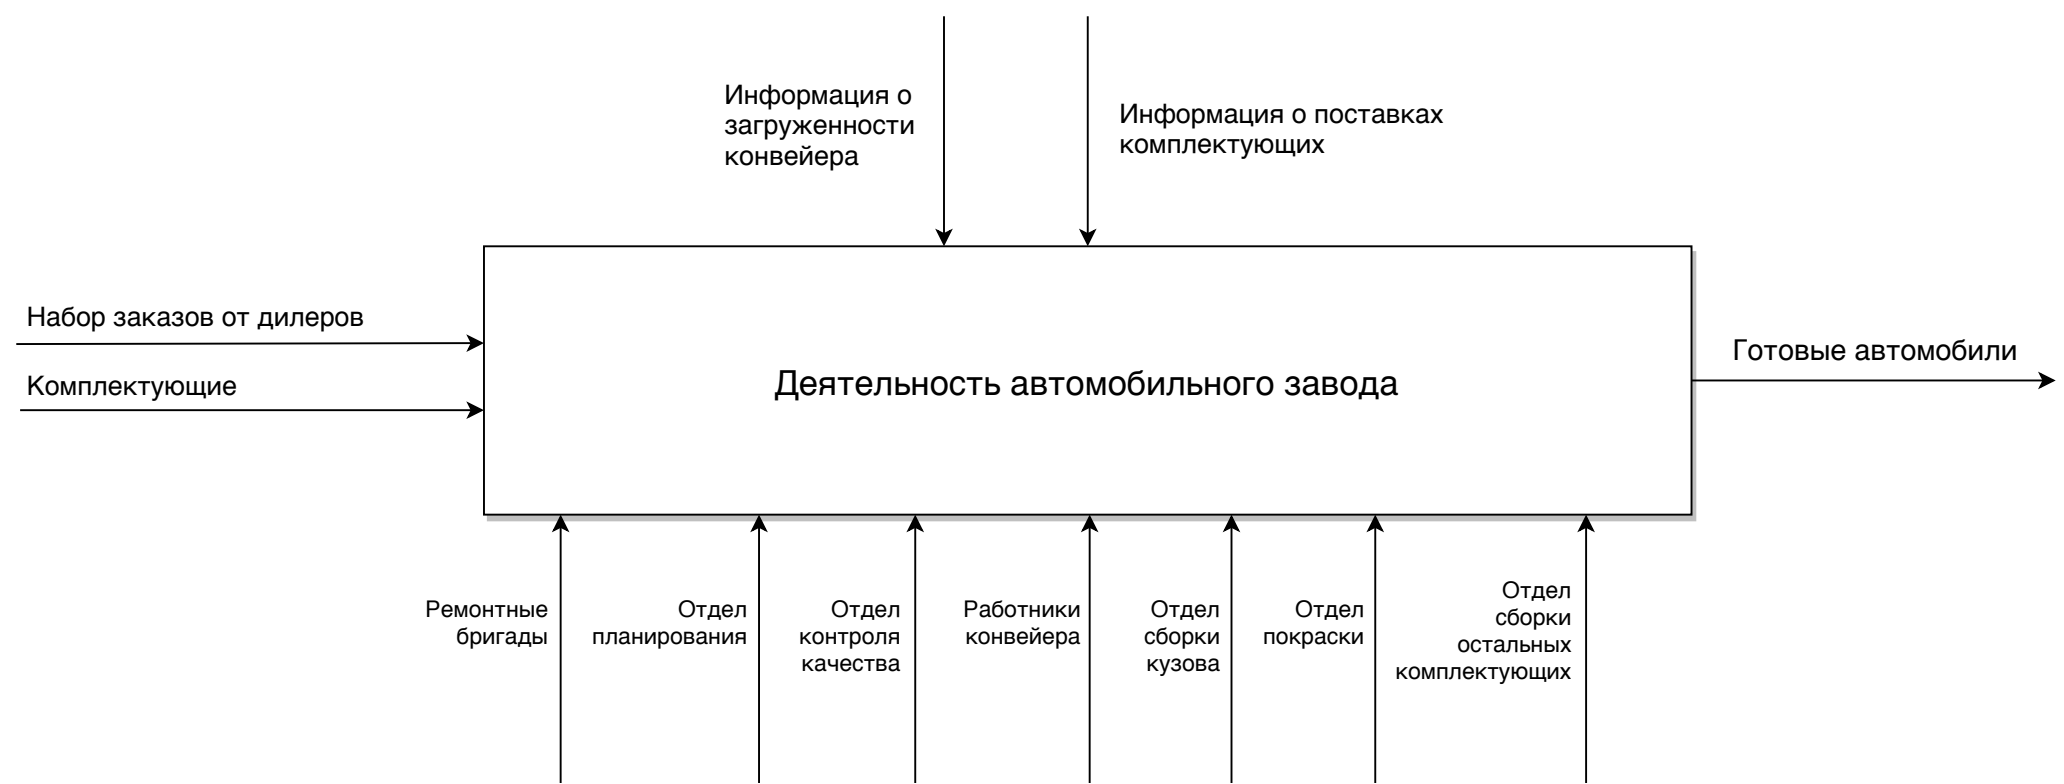 Информация о
загруженности
конвейера
Информация о поставках
комплектующих
Набор заказов от дилеров
Комплектующие
Деятельность автомобильного завода
Готовые автомобили
Ремонтные
бригады
Отдел
планирования
Отдел
контроля
качества
Работники
конвейера
Отдел
сборки
кузова
Отдел
покраски
Отдел
сборки
остальных
комплектующих